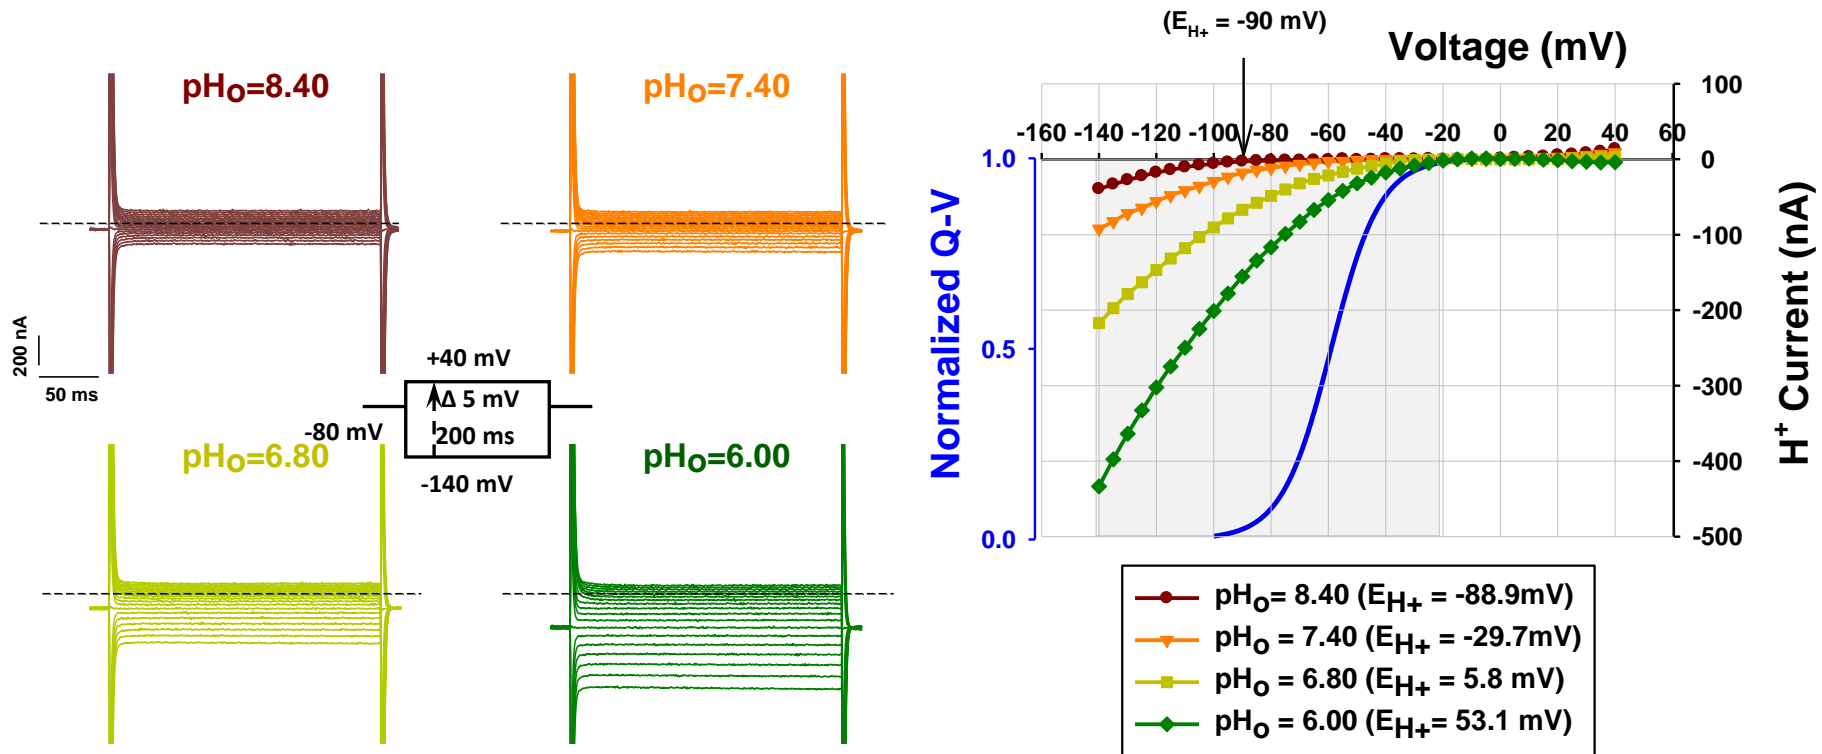 pHo=8.40
pHo=7.40
200 nA
50 ms
+40 mV
Δ 5 mV
200 ms
-80 mV
-140 mV
pHo=6.80
pHo=6.00
(EH+ = -90 mV)
Voltage (mV)
-160 -140 -120 -100 -80 -60 -40 -20 0 20 40 60
Normalized Q-V
1.0
0.5
0.0
100
0
-100
-200
-300
-400
-500
H+ Current (nA)
pHo= 8.40 (EH+ = -88.9mV)
pHo = 7.40 (EH+ = -29.7mV)
pHo = 6.80 (EH+ = 5.8 mV)
pHo = 6.00 (EH+= 53.1 mV)